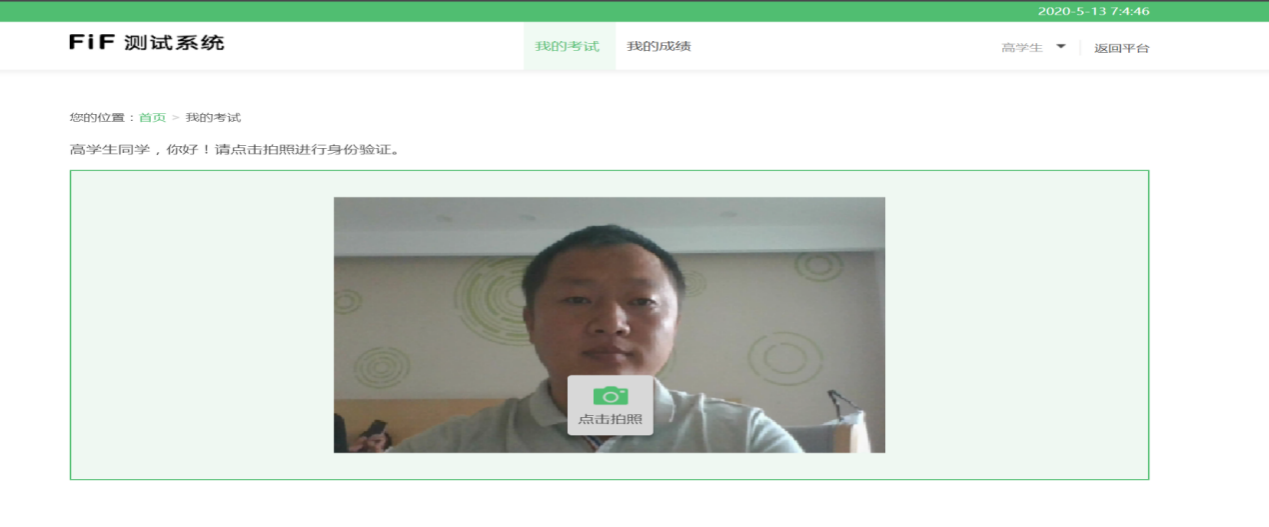 2020-5-13 7:4:46
FiF 测试系统
我的考试 我的成绩
高学生 返回平台
您的位置：首页 > 我的考试
高学生同学，你好！请点击拍照进行身份验证。
点击拍照